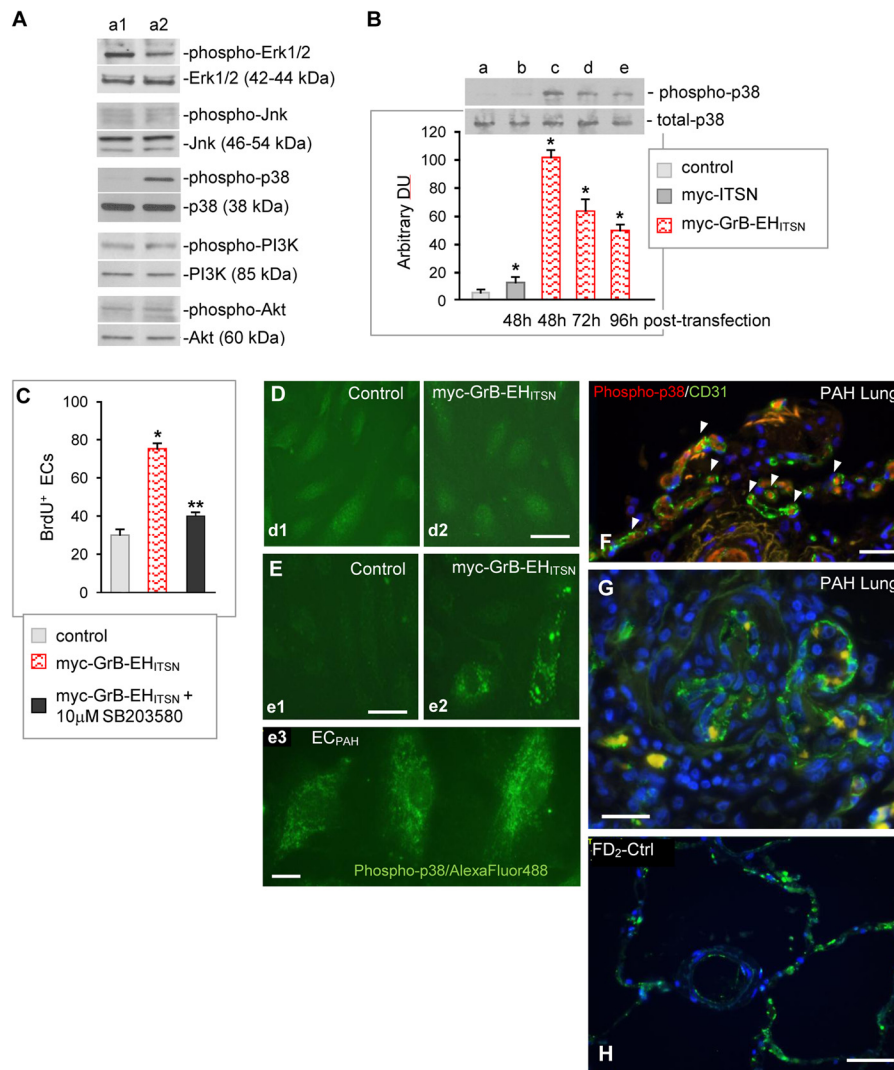 A
a1 a2
-phospho-Erk1/2
-Erk1/2 (42-44 kDa)
-phospho-Jnk
-Jnk (46-54 kDa)
-phospho-p38
-p38 (38 kDa)
-phospho-PI3K
-PI3K (85 kDa)
-phospho-Akt
-Akt (60 kDa)
B
a b c d e
- phospho-p38
- total-p38
Arbitrary DU
120
100
80
60
40
20
0
*
*
*
*
48h 48h 72h 96h post-transfection
control
myc-ITSN
myc-GrB-EHITSN
C
BrdU+ ECs
100
80
60
40
20
0
*
**
control
myc-GrB-EHITSN
myc-GrB-EHITSN +
10μM SB203580
D Control myc-GrB-EHITSN
d1 d2
E Control myc-GrB-EHITSN
e1 e2
e3 ECPAH
Phospho-p38/AlexaFluor488
Phospho-p38/CD31 PAH Lung
F
G PAH Lung
FD2-Ctrl
H